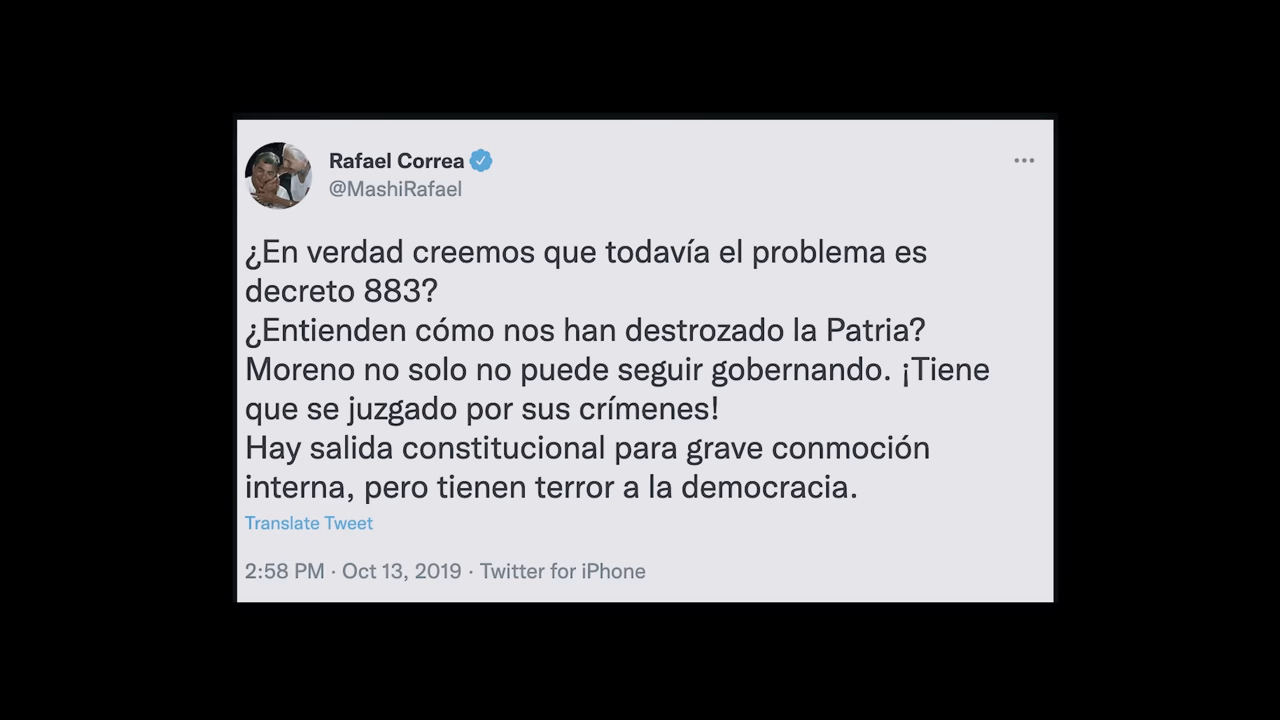 Rafael Correa
@MashiRafael
¿En verdad creemos que todavía el problema es
decreto 883?
¿Entienden cómo nos han destrozado la Patria?
Moreno no solo no puede seguir gobernando. ¡Tiene
que se juzgado por sus crímenes!
Hay salida constitucional para grave conmoción
interna, pero tienen terror a la democracia.
Translate Tweet
2:58 PM · Oct 13, 2019 · Twitter for iPhone